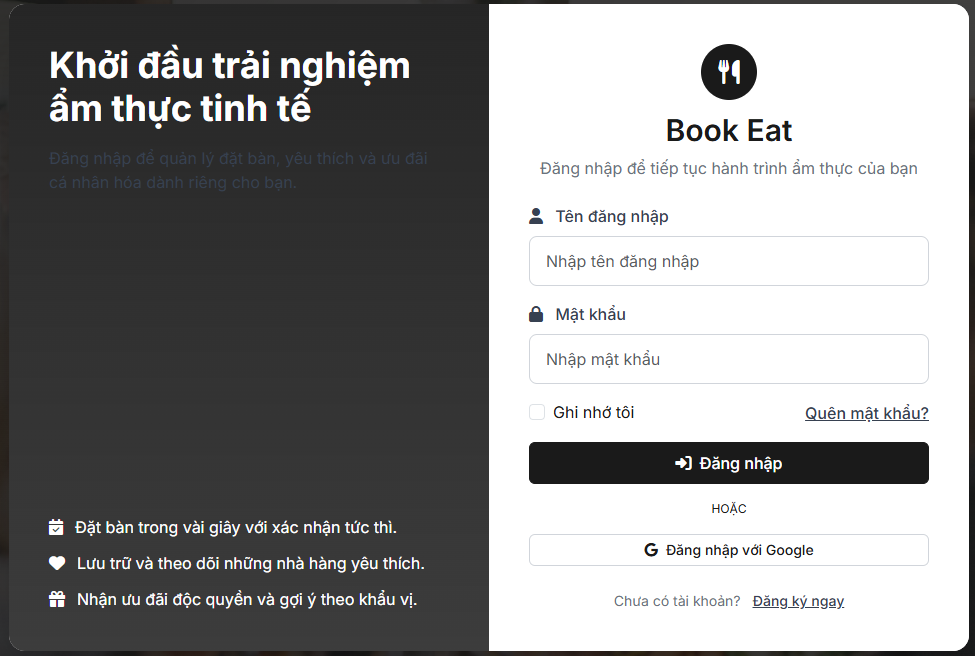 Khởi đầu trải nghiệm
ẩm thực tinh tế
Đăng nhập để quản lý đặt bàn, yêu thích và ưu đãi
cá nhân hóa dành riêng cho bạn.
Đặt bàn trong vài giây với xác nhận tức thì.
Lưu trữ và theo dõi những nhà hàng yêu thích.
Nhận ưu đãi độc quyền và gợi ý theo khẩu vị.
Book Eat
Đăng nhập để tiếp tục hành trình ẩm thực của bạn
Tên đăng nhập
Nhập tên đăng nhập
Mật khẩu
Nhập mật khẩu
Ghi nhớ tôi Quên mật khẩu?
Đăng nhập
HOẶC
Đăng nhập với Google
Chưa có tài khoản? Đăng ký ngay